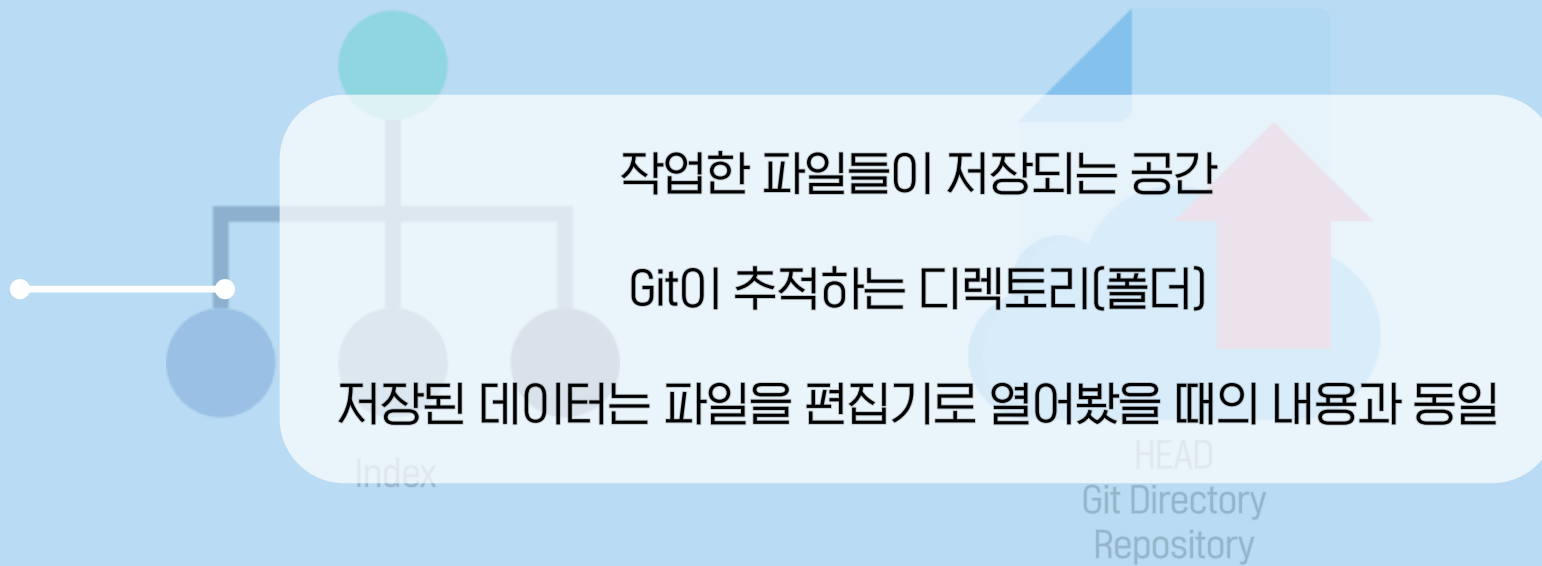 작업한 파일들이 저장되는 공간
Git이 추적하는 디렉토리(폴더)
저장된 데이터는 파일을 편집기로 열어봤을 때의 내용과 동일
Index
HEAD
Git Directory
Repository